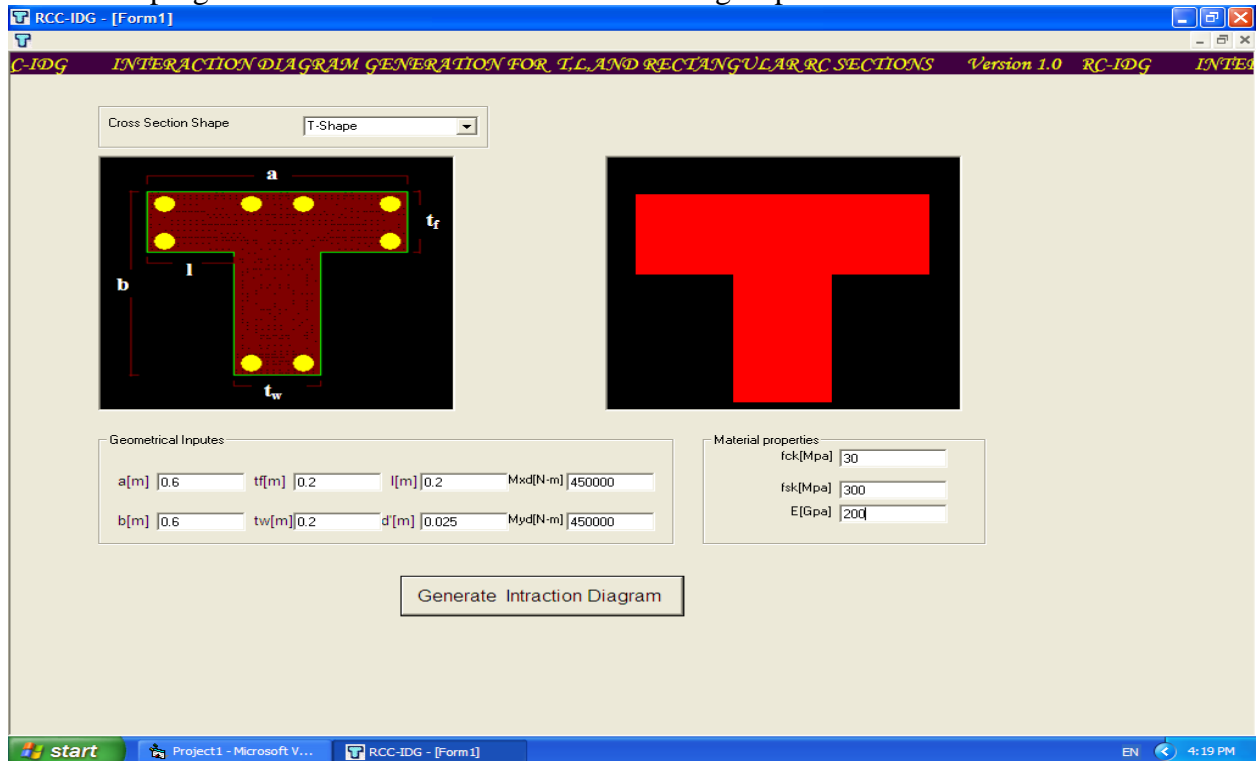 RCC-IDG - [Form1]
C-IDG INTERACTION DIAGRAM GENERATION FOR T,L,AND RECTANGULAR RC SECTIONS Version 1.0 RC-IDG INTE
Cross Section Shape T-Shape
a
tf
l
b
tw
Geometrical Inputes
a[m] 0.6 tf[m] 0.2 l[m] 0.2 Mxd[N-m] 450000
b[m] 0.6 tw[m] 0.2 d'[m] 0.025 Myd[N-m] 450000
Material properties
fck[Mpa] 30
fsk[Mpa] 300
E[Gpa] 200
Generate Intraction Diagram
start Project1 - Microsoft V... RCC-IDG - [Form1] EN 4:19 PM